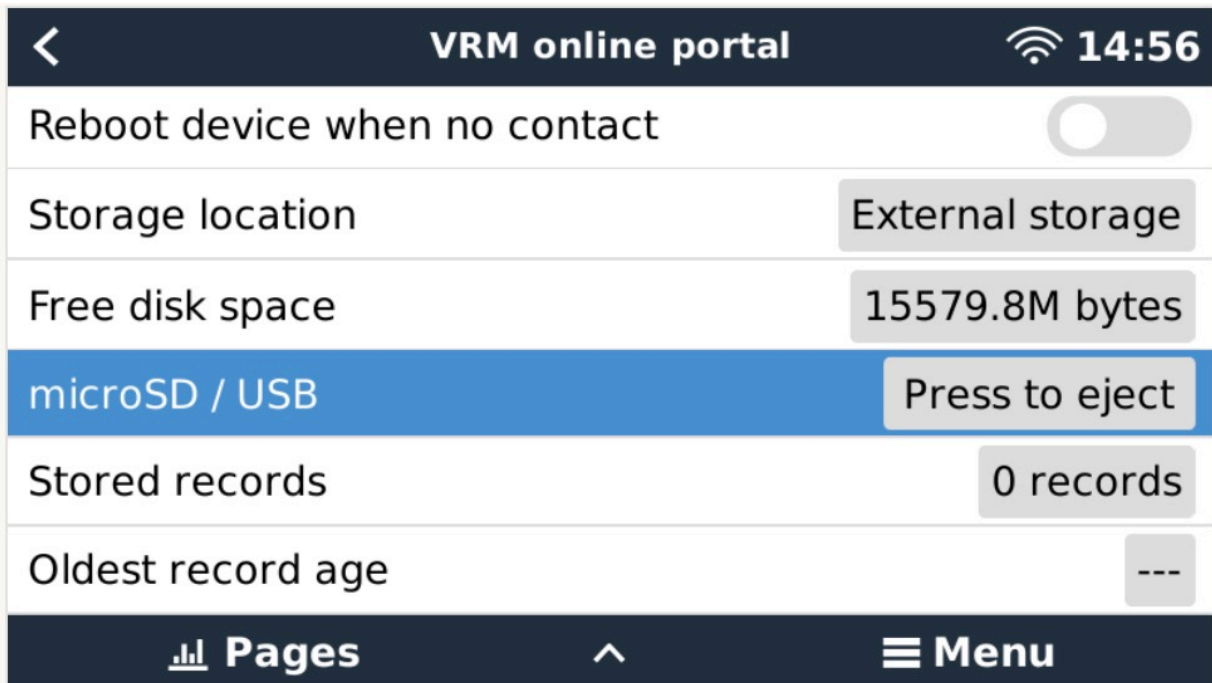 VRM online portal 14:56
Reboot device when no contact
Storage location External storage
Free disk space 15579.8M bytes
microSD / USB Press to eject
Stored records 0 records
Oldest record age ---
Pages Menu